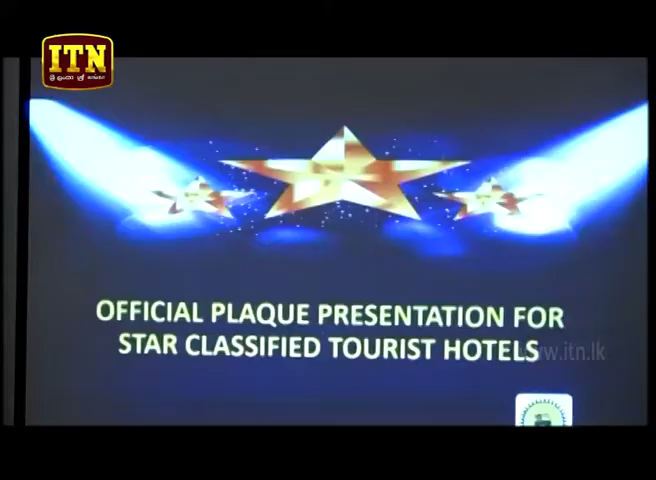 ITN
OFFICIAL PLAQUE PRESENTATION FOR
STAR CLASSIFIED TOURIST HOTELS
www.itn.lk